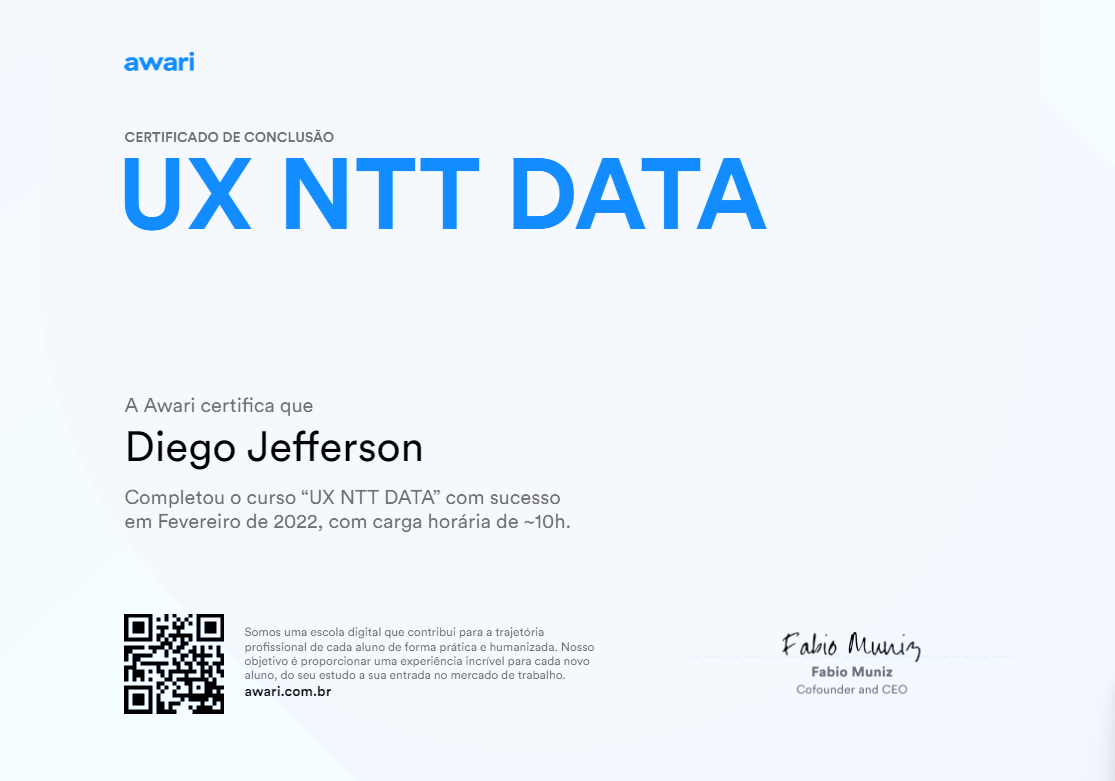 awari
CERTIFICADO DE CONCLUSÃO
UX NTT DATA
A Awari certifica que
Diego Jefferson
Completou o curso “UX NTT DATA” com sucesso
em Fevereiro de 2022, com carga horária de ~10h.
Somos uma escola digital que contribui para a trajetória
profissional de cada aluno de forma prática e humanizada. Nosso
objetivo é proporcionar uma experiência incrível para cada novo
aluno, do seu estudo a sua entrada no mercado de trabalho.
awari.com.br
Fabio Muniz
Fabio Muniz
Cofounder and CEO